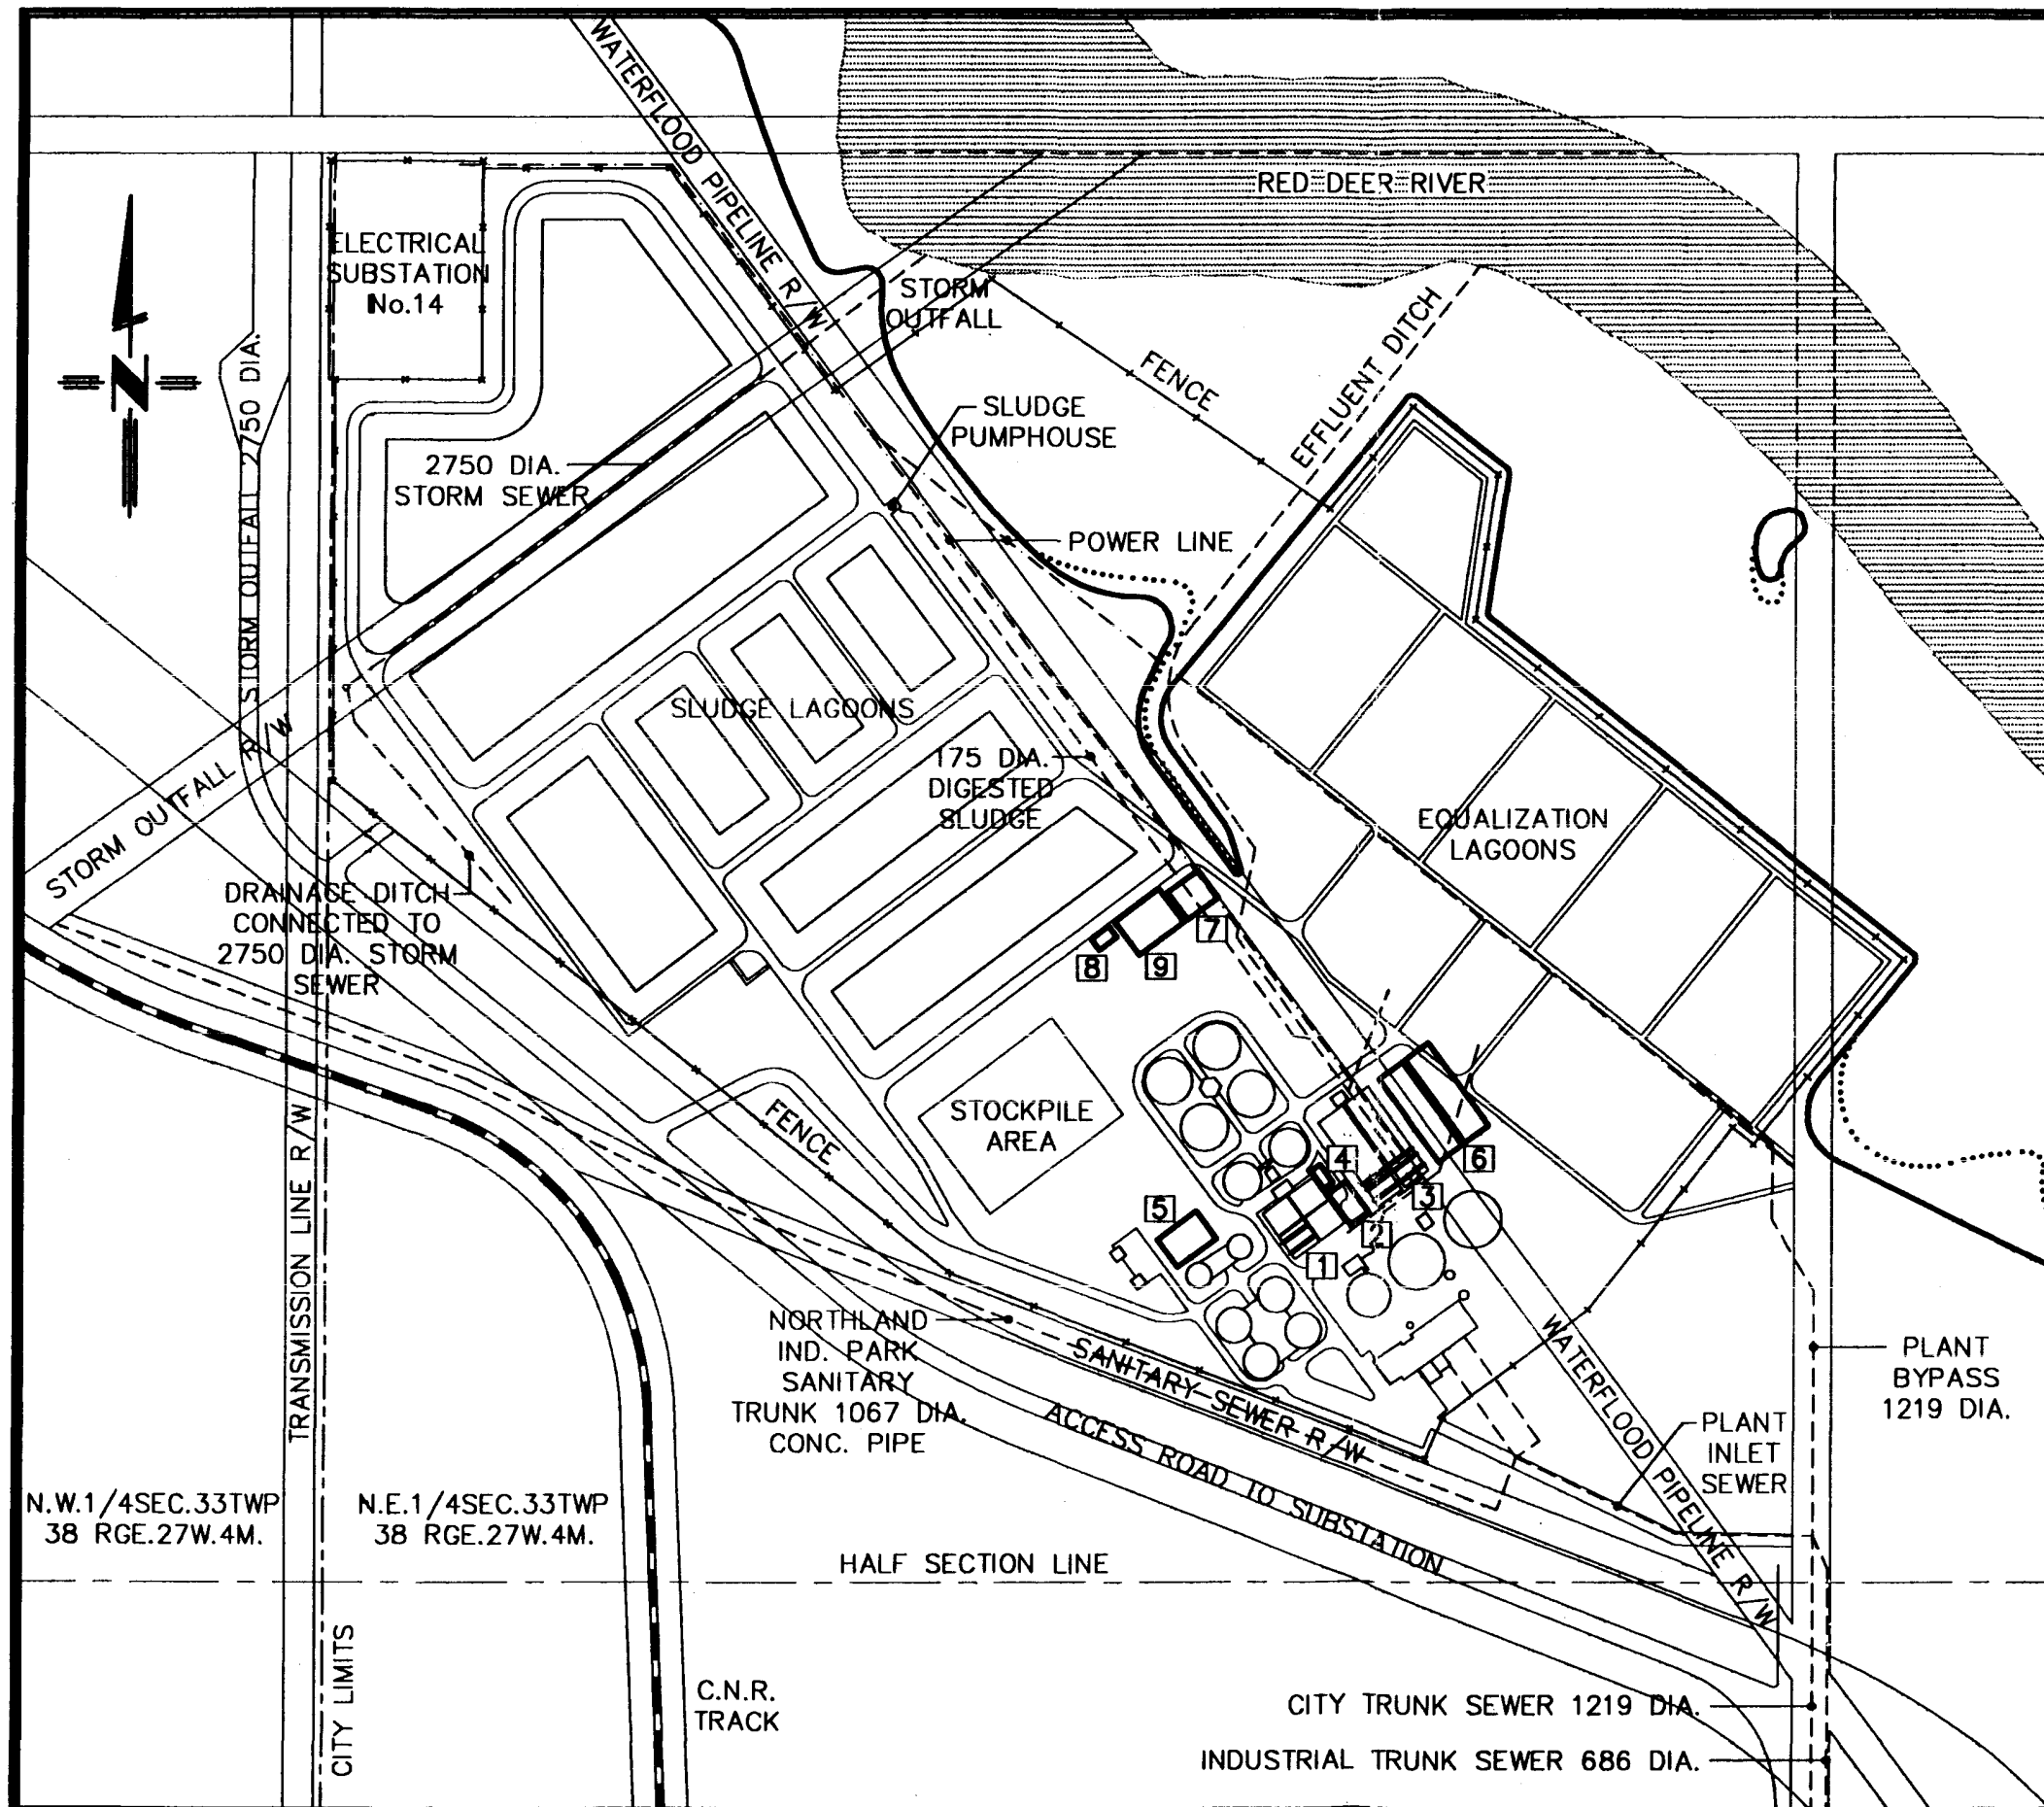 WATERFLOOD PIPELINE R/W
RED DEER RIVER
ELECTRICAL
SUBSTATION
No.14
STORM
OUTFALL
FENCE
EFFLUENT DITCH
N
STORM OUTFALL 2750 DIA.
SLUDGE
PUMPHOUSE
2750 DIA.
STORM SEWER
POWER LINE
SLUDGE LAGOONS
175 DIA.
DIGESTED
SLUDGE
EQUALIZATION
LAGOONS
STORM OUTFALL R/W
DRAINAGE DITCH
CONNECTED TO
2750 DIA. STORM
SEWER
7
8
9
STOCKPILE
AREA
FENCE
4
6
3
5
2
1
TRANSMISSION LINE R/W
NORTHLAND
IND. PARK
SANITARY
TRUNK 1067 DIA.
CONC. PIPE
SANITARY SEWER R/W
ACCESS ROAD TO SUBSTATION
WATERFLOOD PIPELINE R/W
PLANT
BYPASS
1219 DIA.
PLANT
INLET
SEWER
N.W.1/4SEC.33TWP
38 RGE.27W.4M.
N.E.1/4SEC.33TWP
38 RGE.27W.4M.
HALF SECTION LINE
CITY LIMITS
C.N.R.
TRACK
CITY TRUNK SEWER 1219 DIA.
INDUSTRIAL TRUNK SEWER 686 DIA.